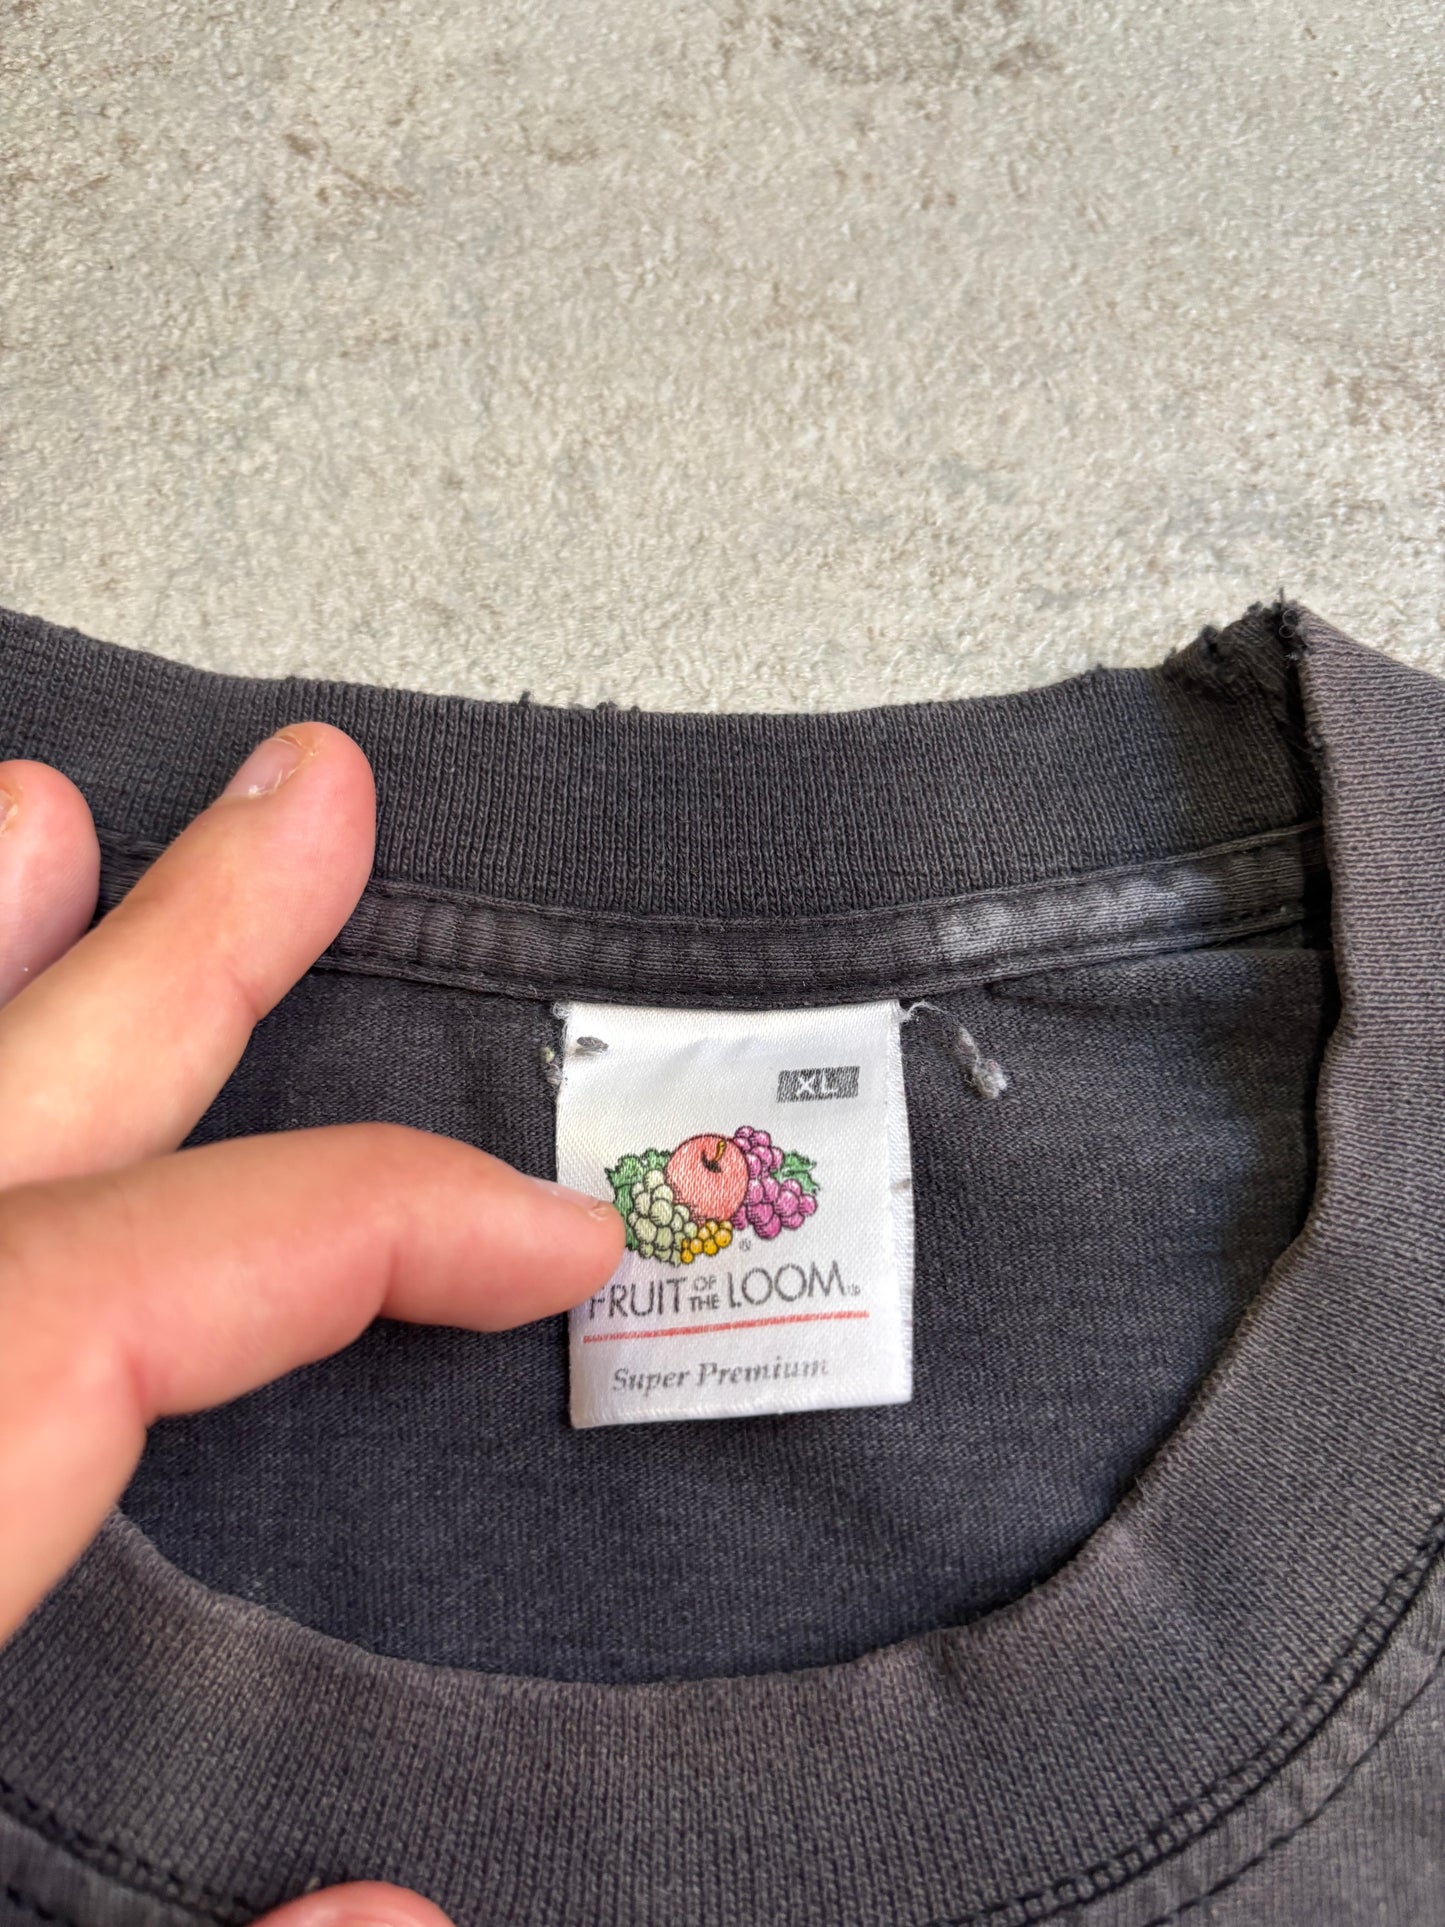 XL
®
FRUIT OF THE LOOM
Super Premium